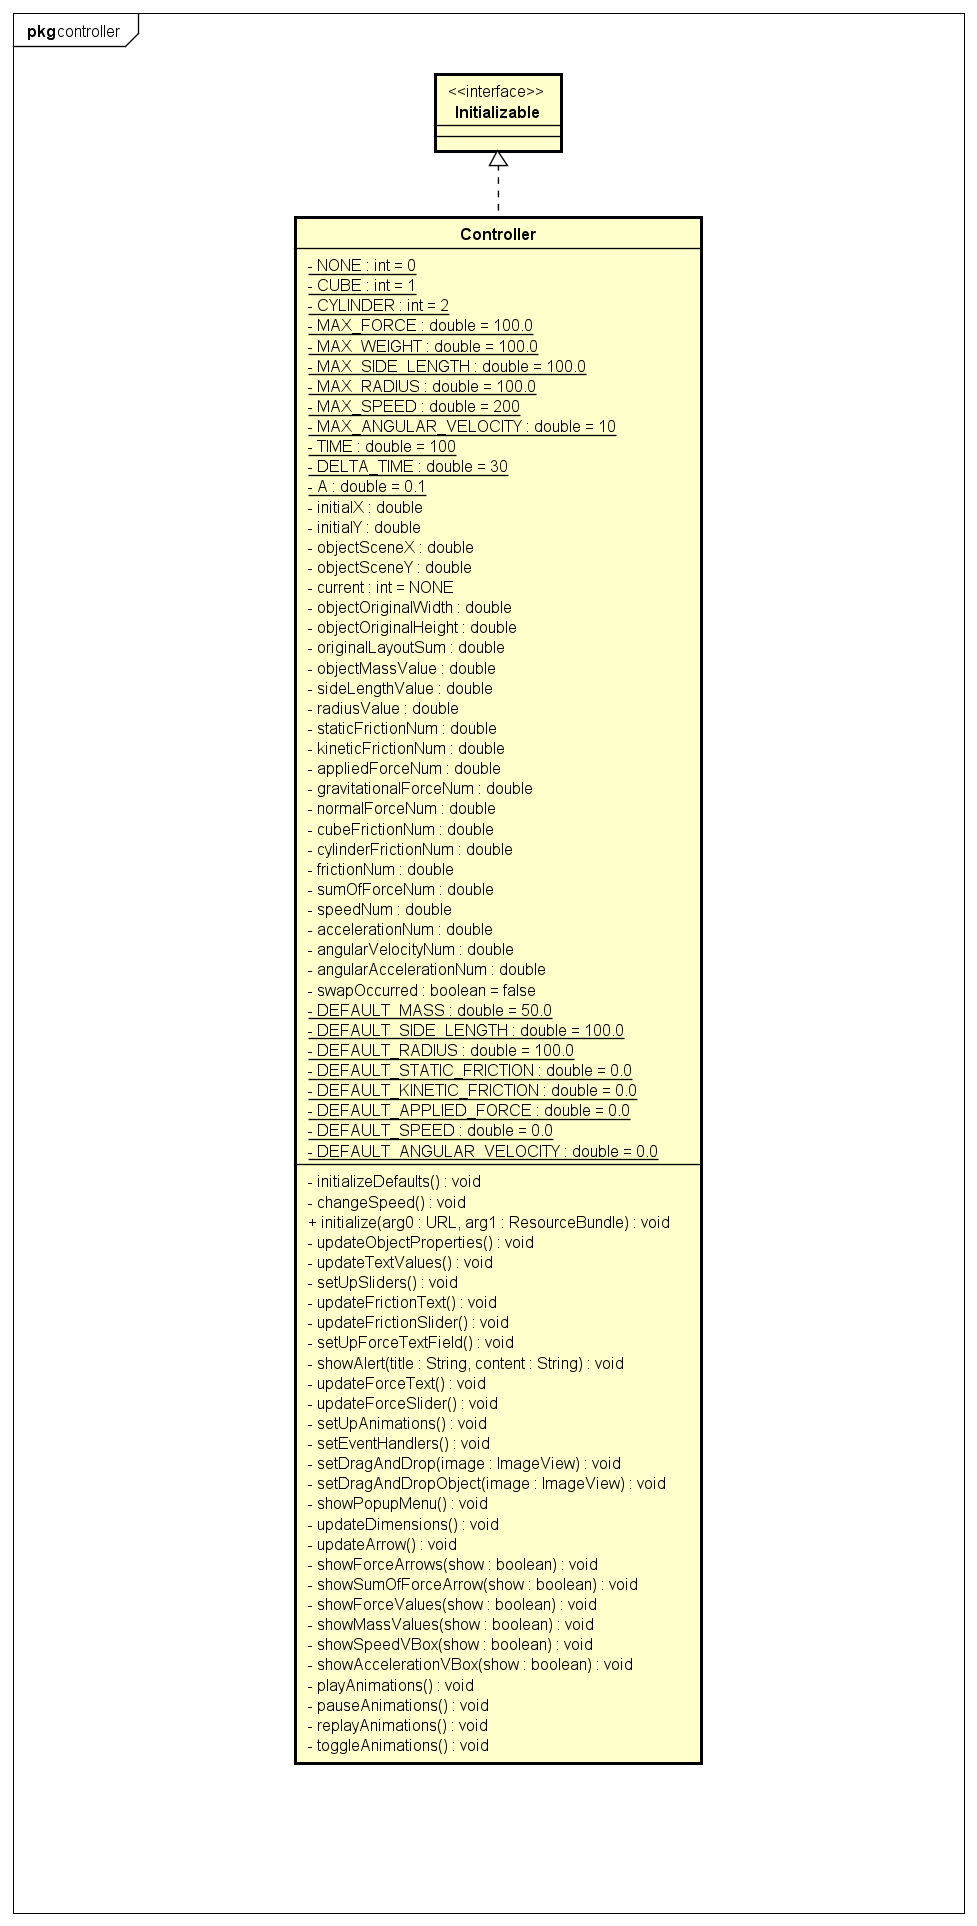 pkg controller
<<interface>>
Initializable
Controller
- NONE : int = 0
- CUBE : int = 1
- CYLINDER : int = 2
- MAX_FORCE : double = 100.0
- MAX_WEIGHT : double = 100.0
- MAX_SIDE_LENGTH : double = 100.0
- MAX_RADIUS : double = 100.0
- MAX_SPEED : double = 200
- MAX_ANGULAR_VELOCITY : double = 10
- TIME : double = 100
- DELTA_TIME : double = 30
- A : double = 0.1
- initialX : double
- initialY : double
- objectSceneX : double
- objectSceneY : double
- current : int = NONE
- objectOriginalWidth : double
- objectOriginalHeight : double
- originalLayoutSum : double
- objectMassValue : double
- sideLengthValue : double
- radiusValue : double
- staticFrictionNum : double
- kineticFrictionNum : double
- appliedForceNum : double
- gravitationalForceNum : double
- normalForceNum : double
- cubeFrictionNum : double
- cylinderFrictionNum : double
- frictionNum : double
- sumOfForceNum : double
- speedNum : double
- accelerationNum : double
- angularVelocityNum : double
- angularAccelerationNum : double
- swapOccurred : boolean = false
- DEFAULT_MASS : double = 50.0
- DEFAULT_SIDE_LENGTH : double = 100.0
- DEFAULT_RADIUS : double = 100.0
- DEFAULT_STATIC_FRICTION : double = 0.0
- DEFAULT_KINETIC_FRICTION : double = 0.0
- DEFAULT_APPLIED_FORCE : double = 0.0
- DEFAULT_SPEED : double = 0.0
- DEFAULT_ANGULAR_VELOCITY : double = 0.0
- initializeDefaults() : void
- changeSpeed() : void
+ initialize(arg0 : URL, arg1 : ResourceBundle) : void
- updateObjectProperties() : void
- updateTextValues() : void
- setUpSliders() : void
- updateFrictionText() : void
- updateFrictionSlider() : void
- setUpForceTextField() : void
- showAlert(title : String, content : String) : void
- updateForceText() : void
- updateForceSlider() : void
- setUpAnimations() : void
- setEventHandlers() : void
- setDragAndDrop(image : ImageView) : void
- setDragAndDropObject(image : ImageView) : void
- showPopupMenu() : void
- updateDimensions() : void
- updateArrow() : void
- showForceArrows(show : boolean) : void
- showSumOfForceArrow(show : boolean) : void
- showForceValues(show : boolean) : void
- showMassValues(show : boolean) : void
- showSpeedVBox(show : boolean) : void
- showAccelerationVBox(show : boolean) : void
- playAnimations() : void
- pauseAnimations() : void
- replayAnimations() : void
- toggleAnimations() : void